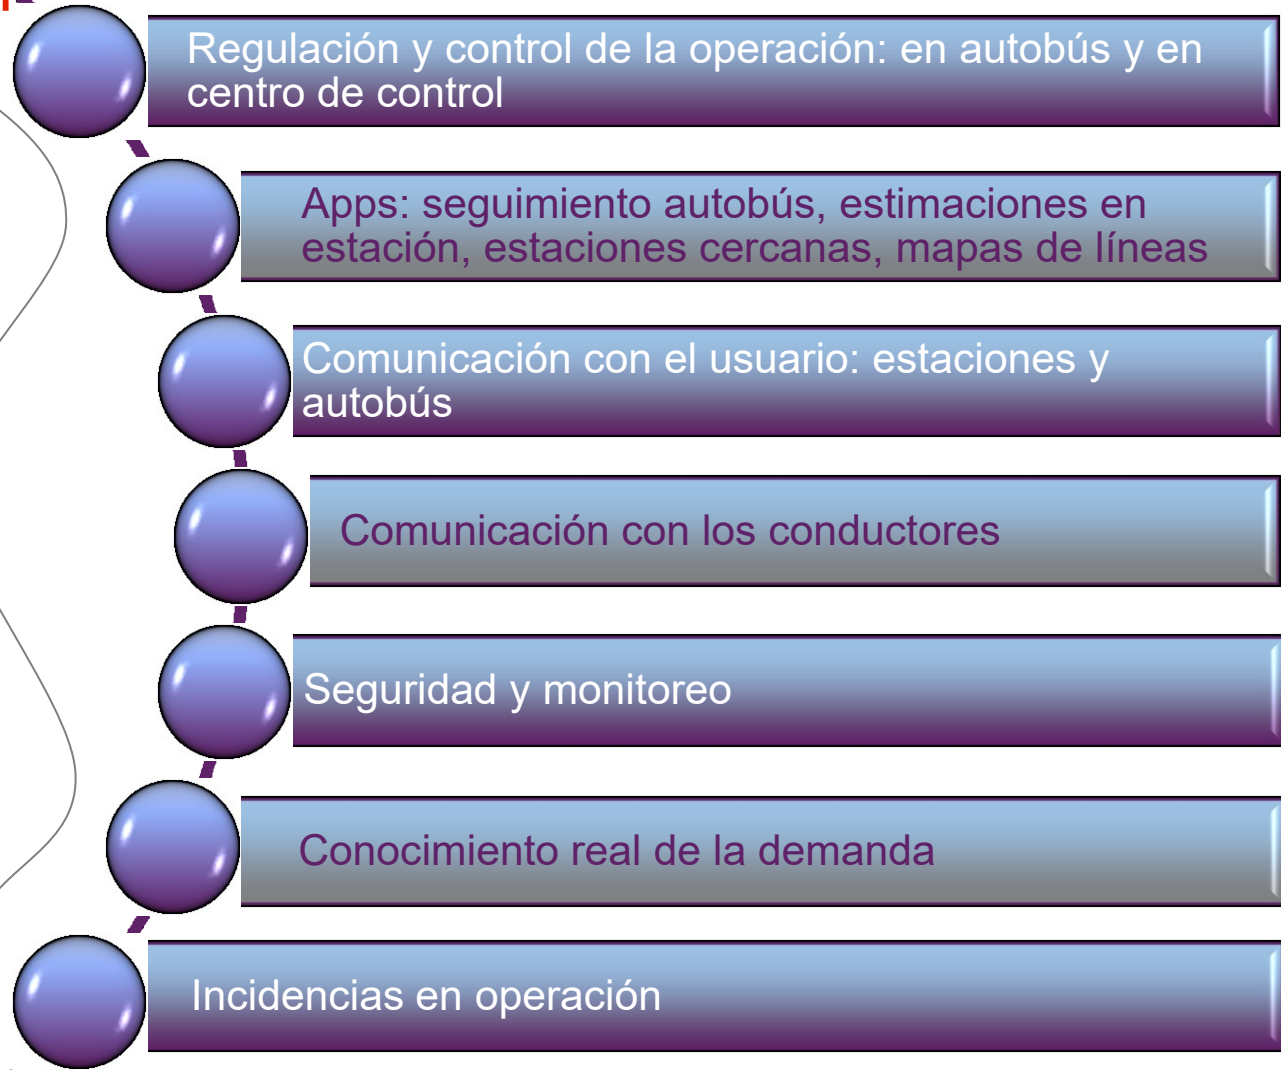 Regulación y control de la operación: en autobús y en
centro de control
Apps: seguimiento autobús, estimaciones en
estación, estaciones cercanas, mapas de líneas
Comunicación con el usuario: estaciones y
autobús
Comunicación con los conductores
Seguridad y monitoreo
Conocimiento real de la demanda
Incidencias en operación